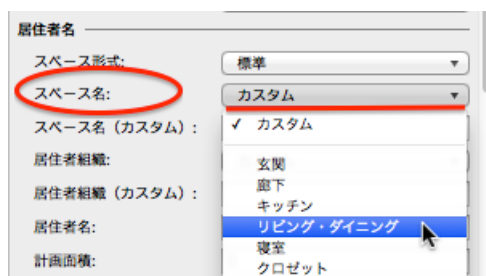 居住者名
スペース形式: 標準
スペース名: カスタム
スペース名（カスタム）: ✓ カスタム
居住者組織: 玄関
廊下
居住者組織（カスタム）: キッチン
居住者名: リビング・ダイニング
寝室
計画面積: クロゼット